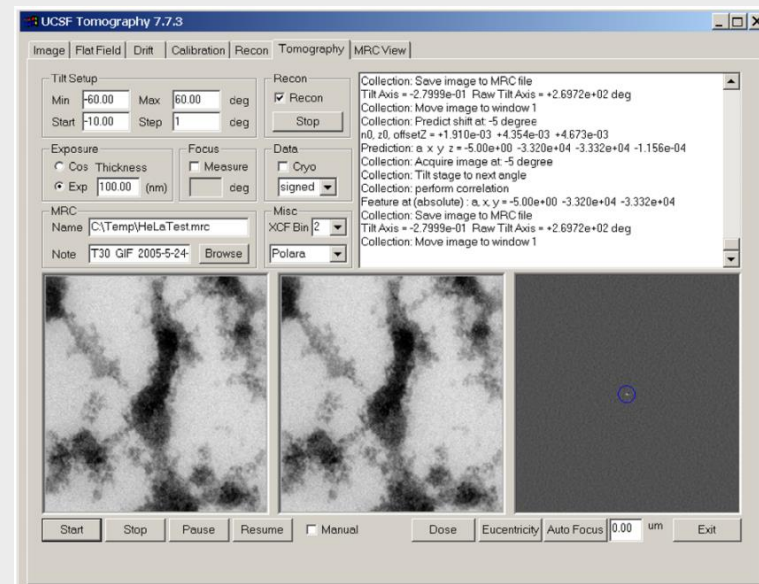 UCSF Tomography 7.7.3
Image Flat Field Drift Calibration Recon Tomography MRC View
Tilt Setup
Min -60.00 Max 60.00 deg
Start -10.00 Step 1 deg
Recon
Recon
Stop
Exposure
Cos Thickness
Exp 100.00 (nm)
Focus
Measure
deg
Data
Cryo
signed
MRC
Name C:\Temp\HeLaTest.mrc
Note T30 GIF 2005-5-24- Browse
Misc
XCF Bin 2
Polara
Collection: Save image to MRC file
Tilt Axis = -2.7999e-01 Raw Tilt Axis = +2.6972e+02 deg
Collection: Move image to window 1
Collection: Predict shift at -5 degree
n0, z0, offsetZ = +1.910e-03 +4.354e-03 +4.673e-03
Prediction: a x y z = -5.00e+00 -3.320e+04 -3.332e+04 -1.156e-04
Collection: Acquire image at -5 degree
Collection: Tilt stage to next angle
Collection: perform correlation
Feature at (absolute) : a, x, y = -5.00e+00 -3.320e+04 -3.332e+04
Collection: Save image to MRC file
Tilt Axis = -2.7999e-01 Raw Tilt Axis = +2.6972e+02 deg
Collection: Move image to window 1
Start Stop Pause Resume Manual Dose Eucentricity Auto Focus 0.00 um Exit